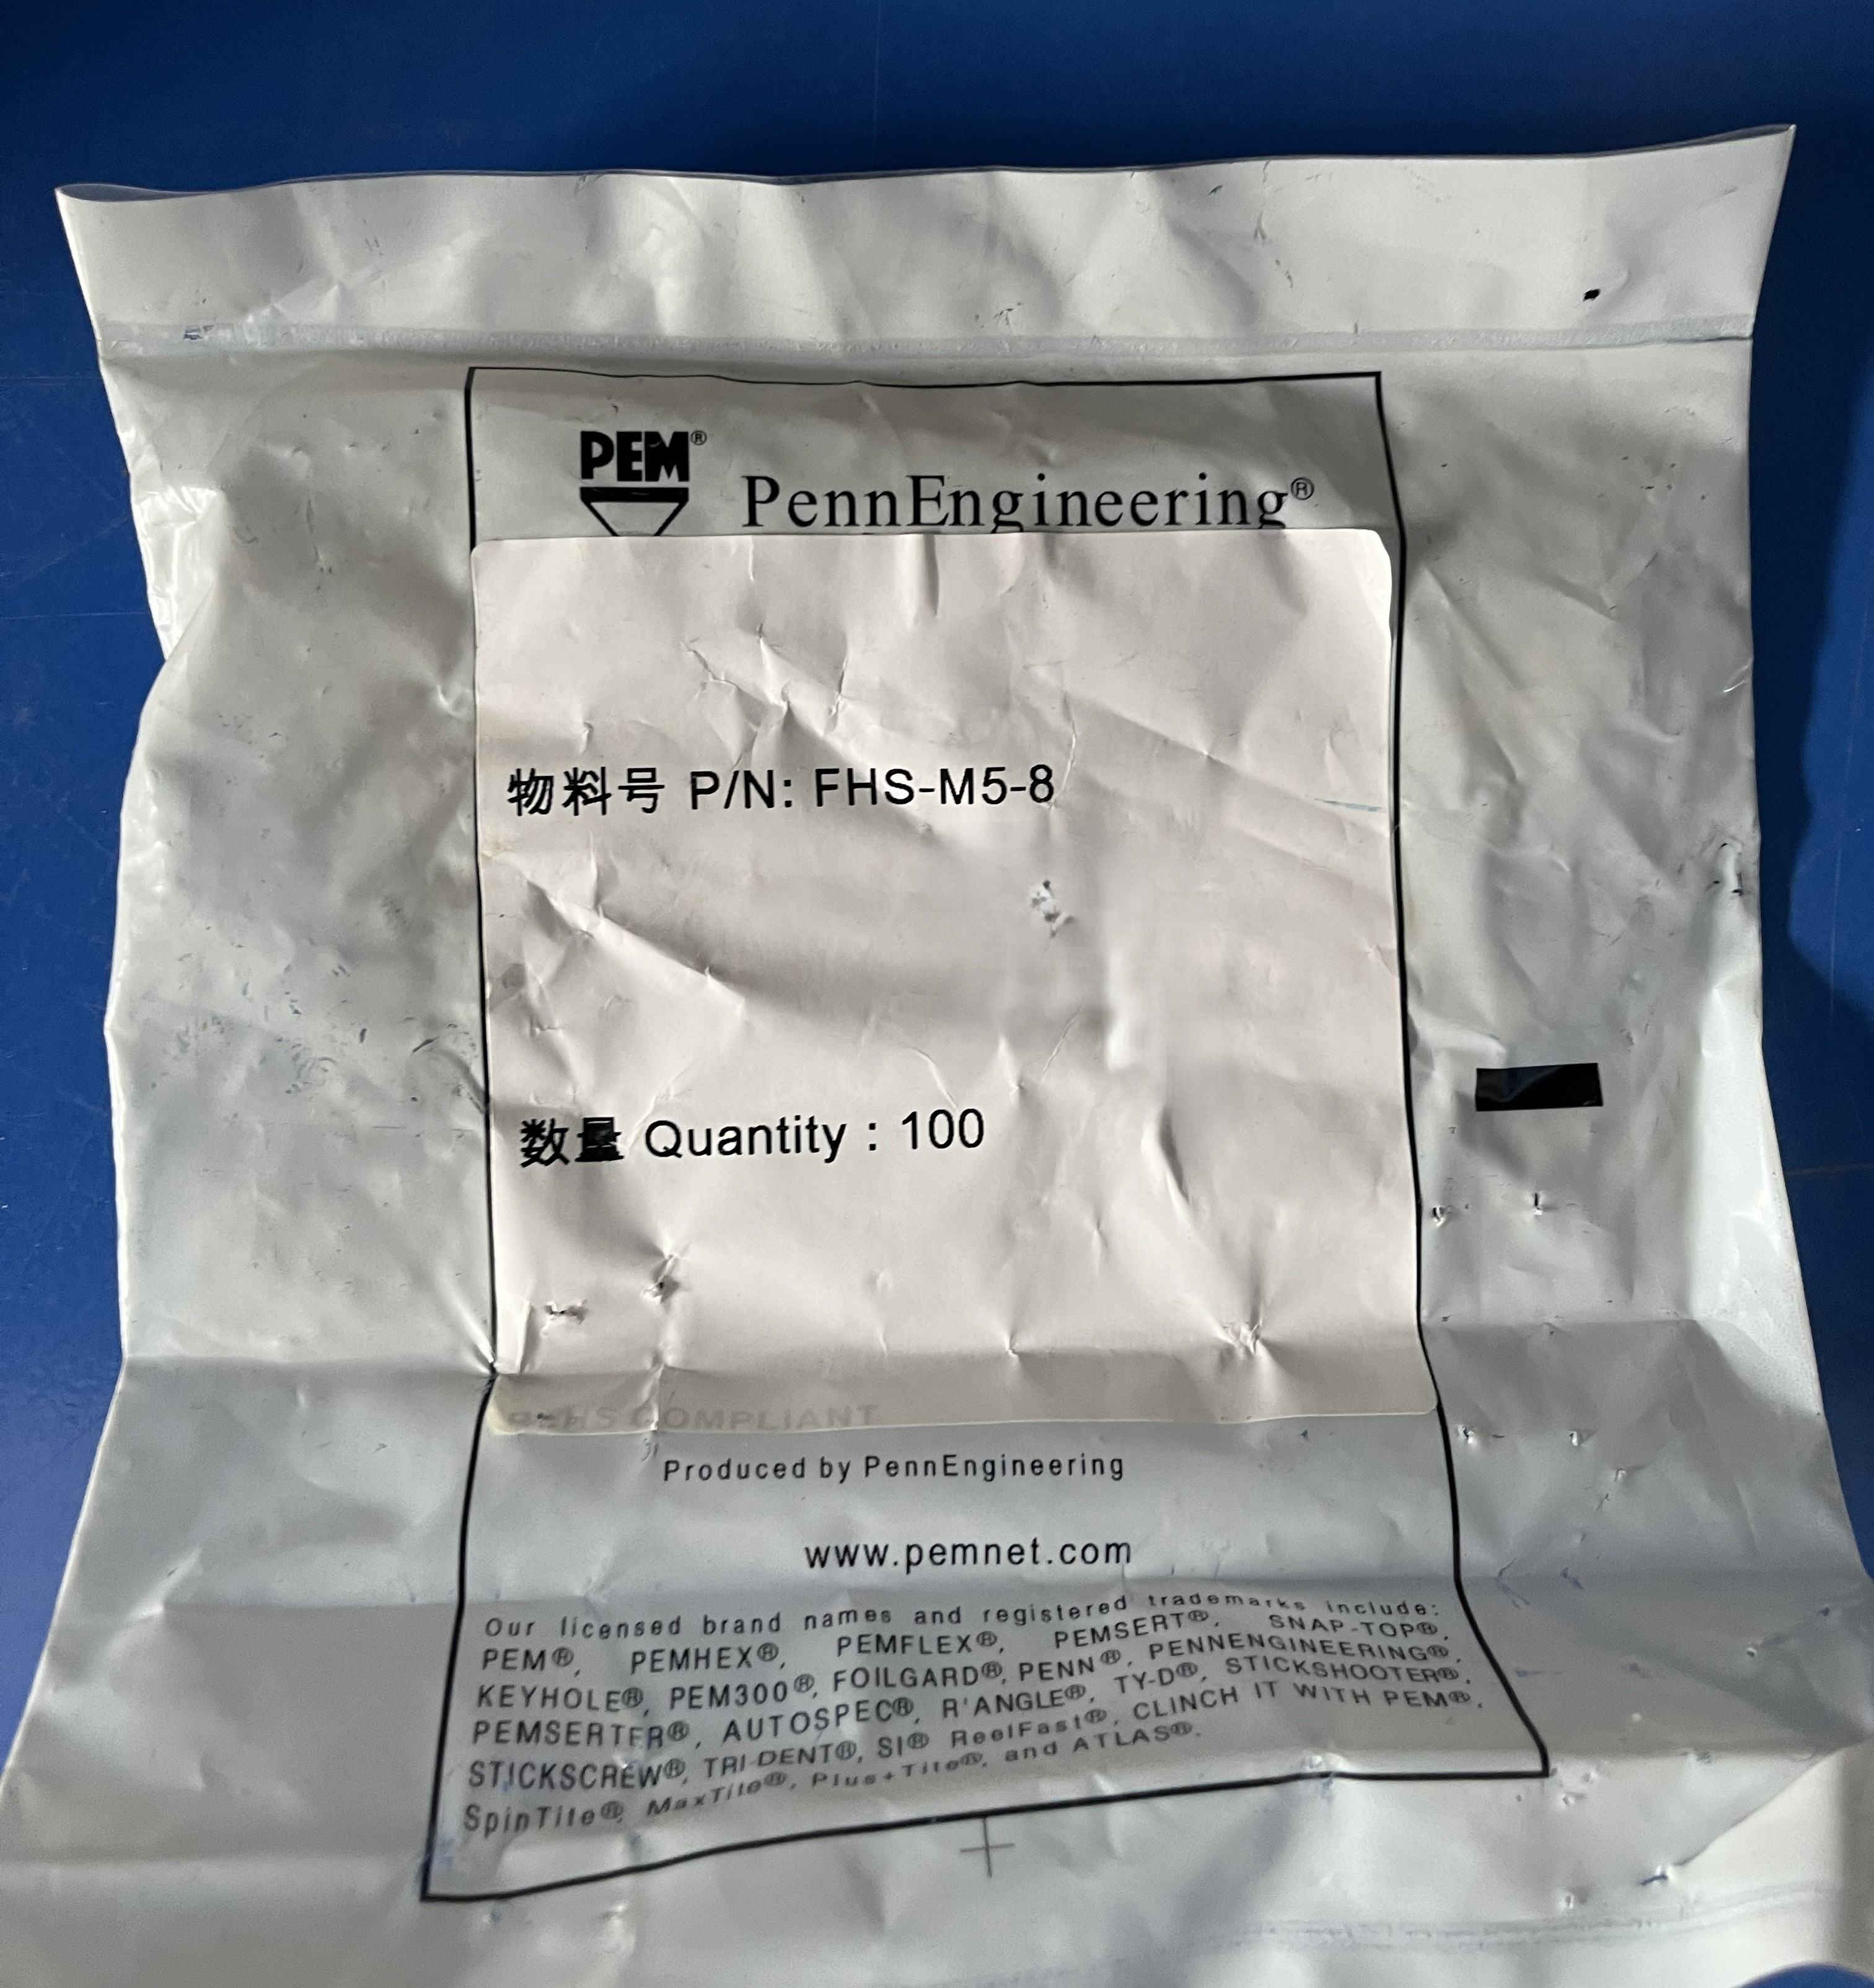 PEM®
PennEngineering®
物料号 P/N: FHS-M5-8
数量 Quantity : 100
RoHS COMPLIANT
Produced by PennEngineering
www.pemnet.com
Our licensed brand names and registered trademarks include:
PEM®, PEMHEX®, PEMFLEX®, PEMSERT®, SNAP-TOP®,
KEYHOLE®, PEM300®, FOILGARD®, PENN®, PENNENGINEERING®,
PEMSERTER®, AUTOSPEC®, R'ANGLE®, TY-D®, STICKSHOOTER®,
STICKSCREW®, TRI-DENT®, SI® ReelFast®, CLINCH IT WITH PEM®,
SpinTite®, MaxTite®, Plus+Tite®, and ATLAS®.